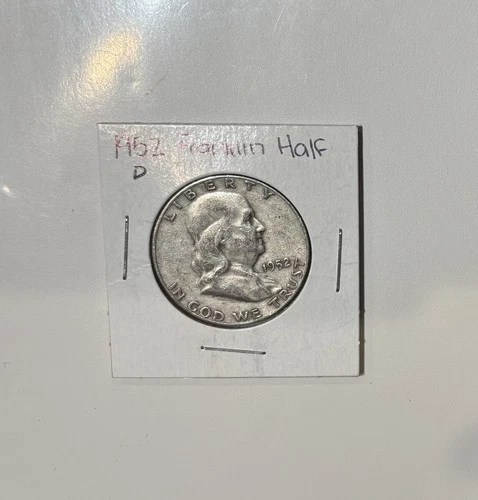 1952 Franklin Half
D
LIBERTY
1952
IN GOD WE TRUST